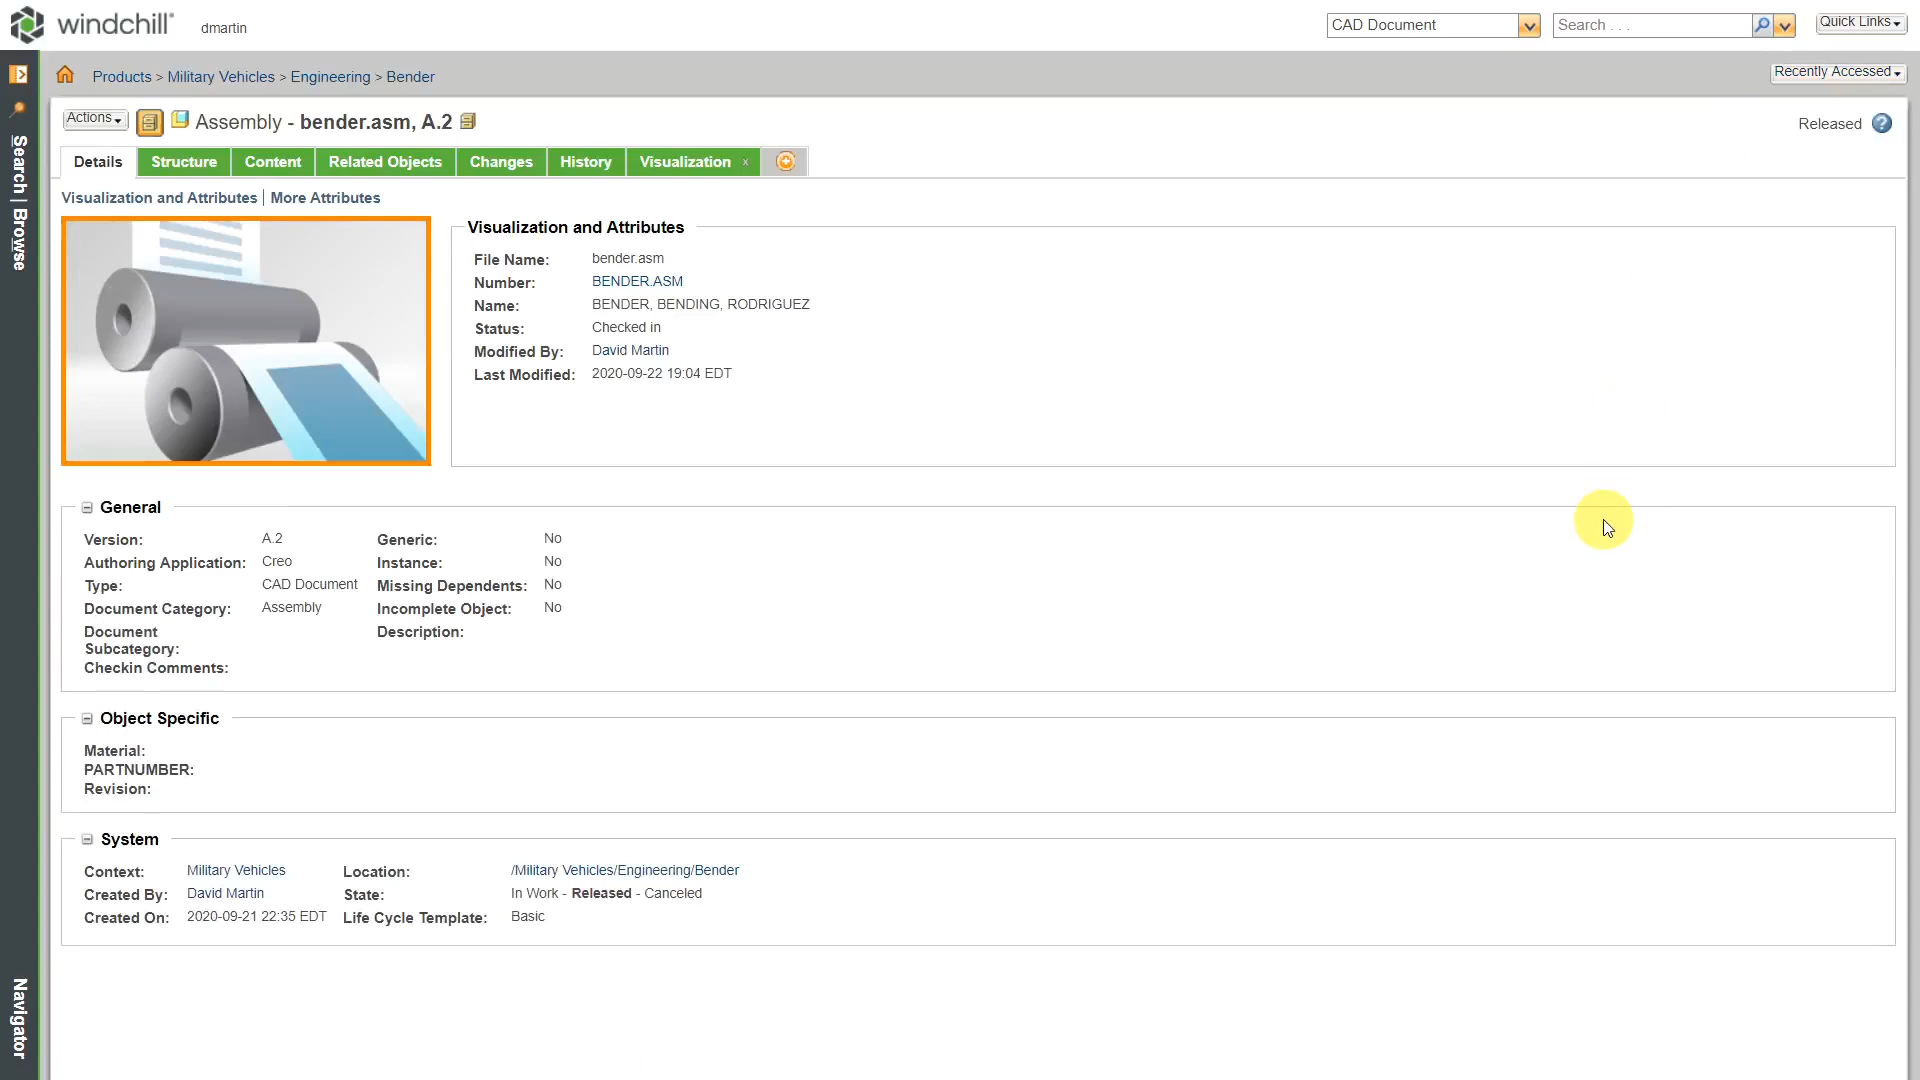 windchill®
dmartin
CAD Document
Search . . .
Quick Links
Products > Military Vehicles > Engineering > Bender
Recently Accessed
Actions
Assembly - bender.asm, A.2
Released
?
Search | Browse
Details
Structure
Content
Related Objects
Changes
History
Visualization x
Visualization and Attributes | More Attributes
Visualization and Attributes
File Name: bender.asm
Number: BENDER.ASM
Name: BENDER, BENDING, RODRIGUEZ
Status: Checked in
Modified By: David Martin
Last Modified: 2020-09-22 19:04 EDT
General
Version: A.2 Generic: No
Authoring Application: Creo Instance: No
Type: CAD Document Missing Dependents: No
Document Category: Assembly Incomplete Object: No
Document Subcategory: Description:
Checkin Comments:
Object Specific
Material:
PARTNUMBER:
Revision:
System
Context: Military Vehicles Location: /Military Vehicles/Engineering/Bender
Created By: David Martin State: In Work - Released - Canceled
Created On: 2020-09-21 22:35 EDT Life Cycle Template: Basic
Navigator